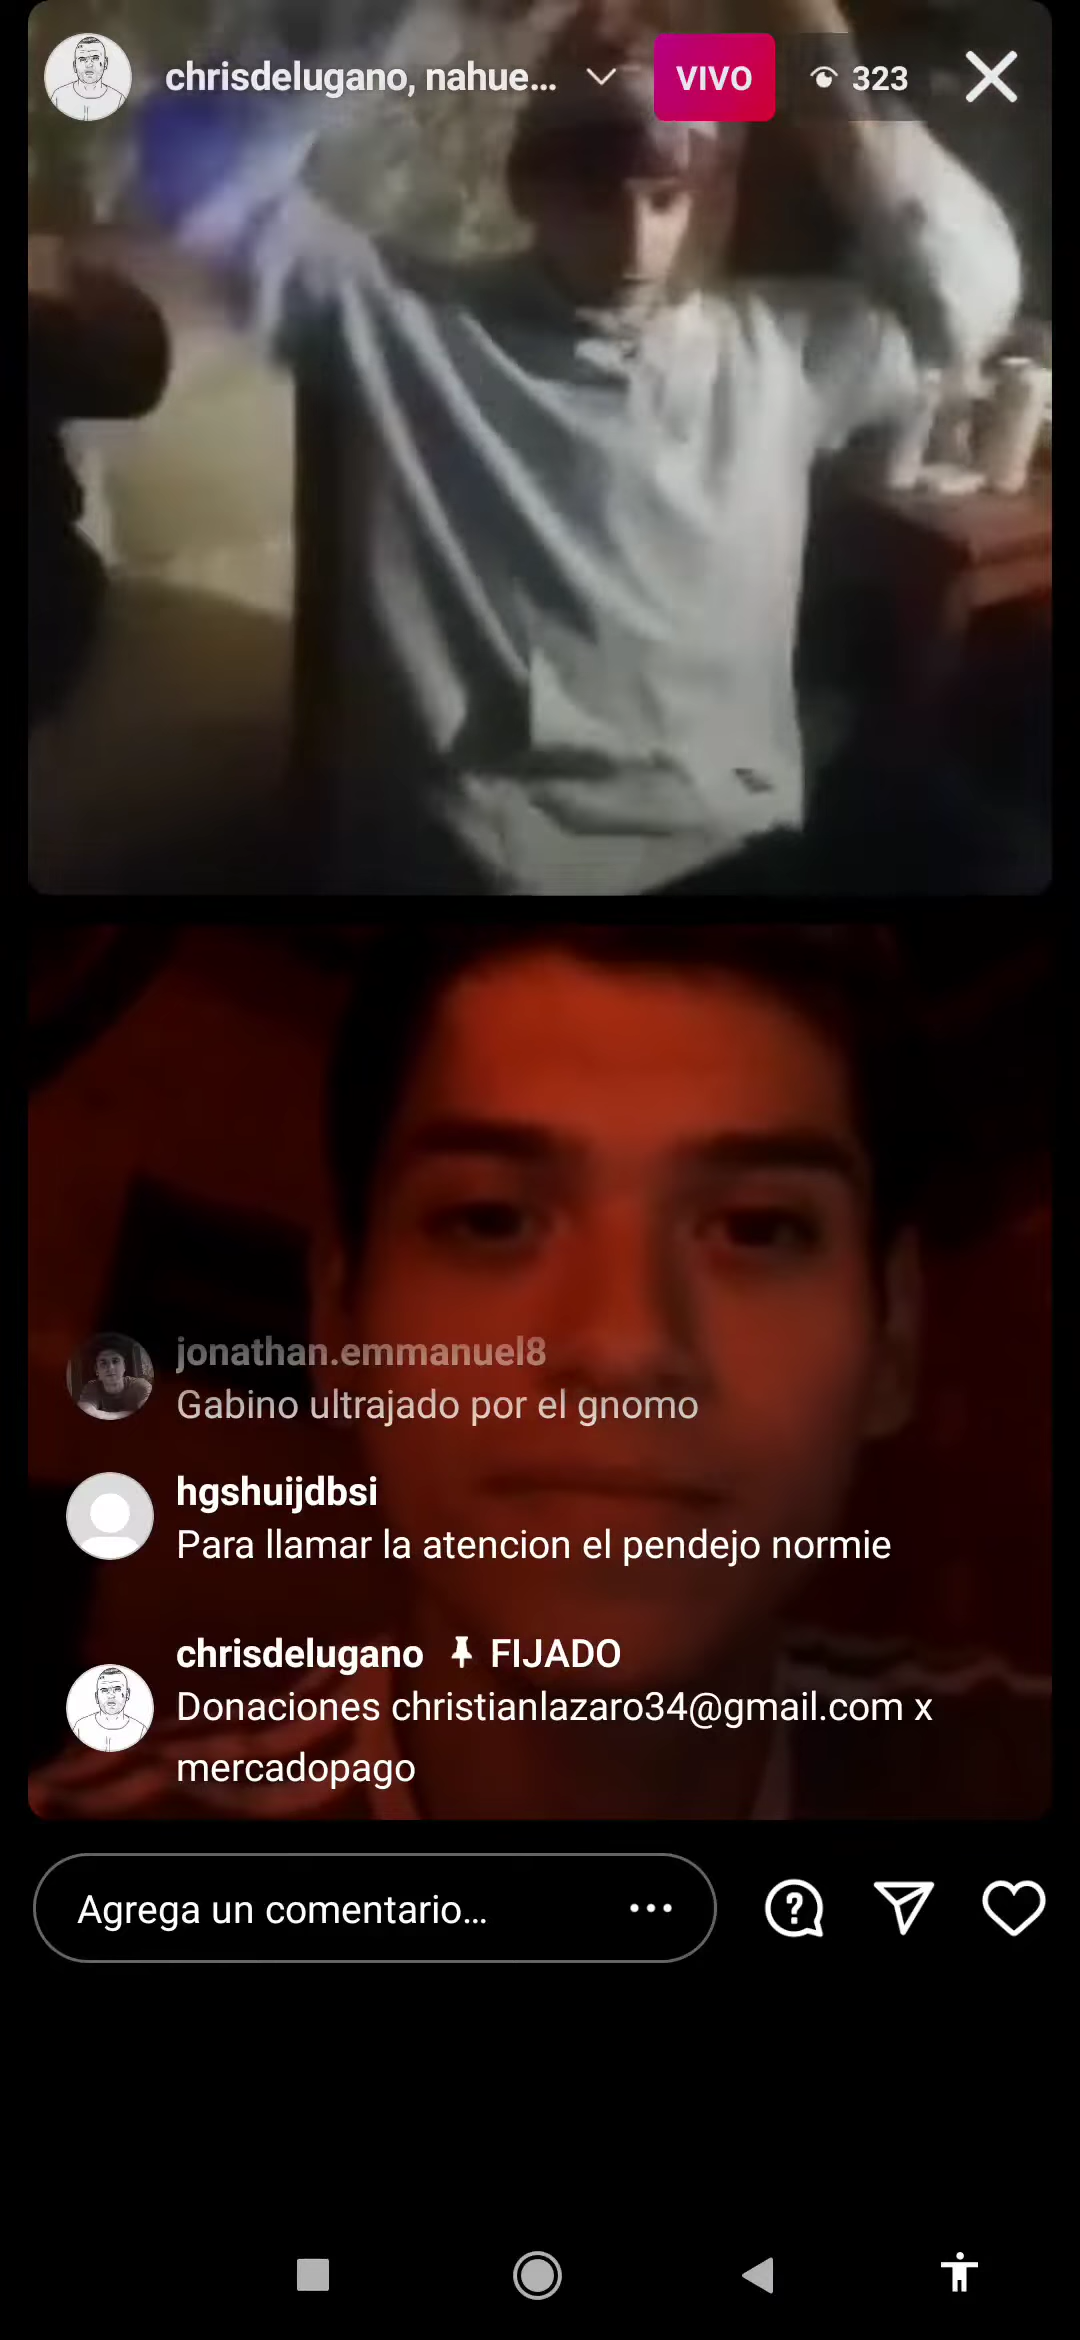 chrisdelugano, nahue...
VIVO
323
jonathan.emmanuel8
Gabino ultrajado por el gnomo
hgshuijdbsi
Para llamar la atencion el pendejo normie
chrisdelugano FIJADO
Donaciones christianlazaro34@gmail.com x
mercadopago
Agrega un comentario...